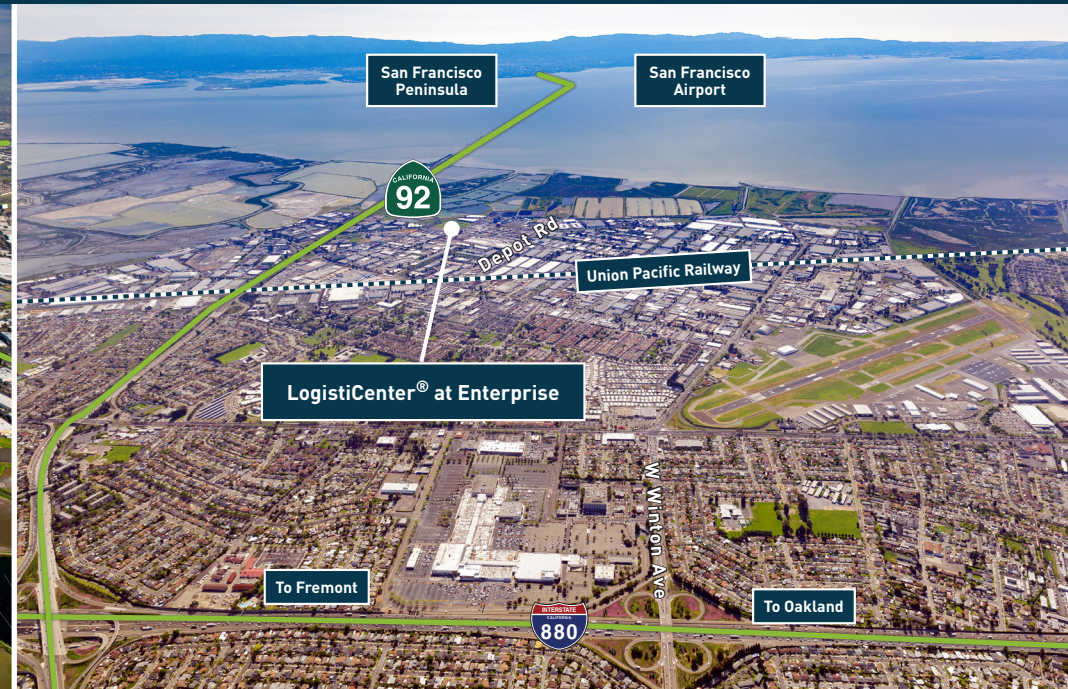 San Francisco
Peninsula
San Francisco
Airport
CALIFORNIA
92
Depot Rd
Union Pacific Railway
LogistiCenter® at Enterprise
W Winton Ave
To Fremont
To Oakland
INTERSTATE
CALIFORNIA
880